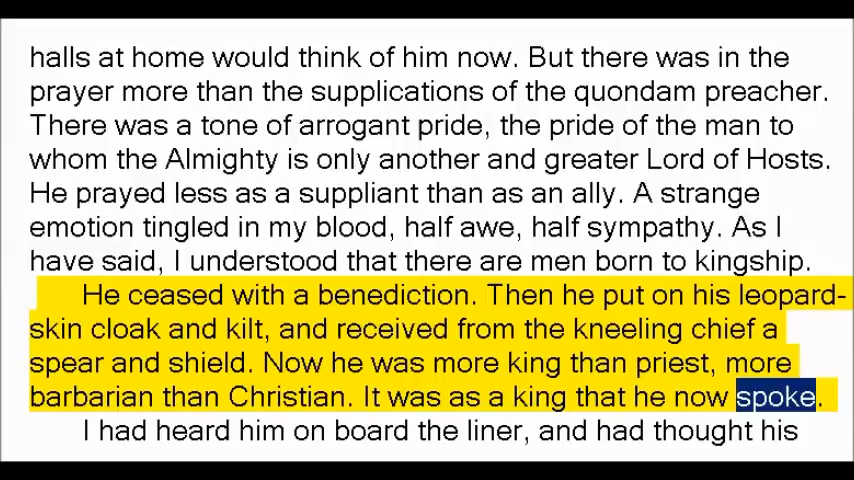 halls at home would think of him now. But there was in the
prayer more than the supplications of the quondam preacher.
There was a tone of arrogant pride, the pride of the man to
whom the Almighty is only another and greater Lord of Hosts.
He prayed less as a suppliant than as an ally. A strange
emotion tingled in my blood, half awe, half sympathy. As I
have said, I understood that there are men born to kingship.
He ceased with a benediction. Then he put on his leopard-
skin cloak and kilt, and received from the kneeling chief a
spear and shield. Now he was more king than priest, more
barbarian than Christian. It was as a king that he now spoke.
I had heard him on board the liner, and had thought his